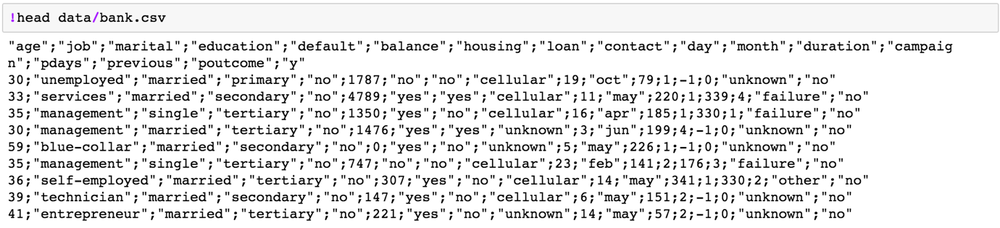 !head data/bank.csv
"age";"job";"marital";"education";"default";"balance";"housing";"loan";"contact";"day";"month";"duration";"campaig
n";"pdays";"previous";"poutcome";"y"
30;"unemployed";"married";"primary";"no";1787;"no";"no";"cellular";19;"oct";79;1;-1;0;"unknown";"no"
33;"services";"married";"secondary";"no";4789;"yes";"yes";"cellular";11;"may";220;1;339;4;"failure";"no"
35;"management";"single";"tertiary";"no";1350;"yes";"no";"cellular";16;"apr";185;1;330;1;"failure";"no"
30;"management";"married";"tertiary";"no";1476;"yes";"yes";"unknown";3;"jun";199;4;-1;0;"unknown";"no"
59;"blue-collar";"married";"secondary";"no";0;"yes";"no";"unknown";5;"may";226;1;-1;0;"unknown";"no"
35;"management";"single";"tertiary";"no";747;"no";"no";"cellular";23;"feb";141;2;176;3;"failure";"no"
36;"self-employed";"married";"tertiary";"no";307;"yes";"no";"cellular";14;"may";341;1;330;2;"other";"no"
39;"technician";"married";"secondary";"no";147;"yes";"no";"cellular";6;"may";151;2;-1;0;"unknown";"no"
41;"entrepreneur";"married";"tertiary";"no";221;"yes";"no";"unknown";14;"may";57;2;-1;0;"unknown";"no"